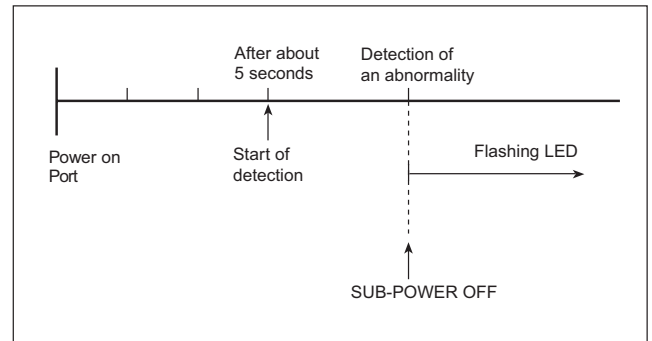 After about
5 seconds
Detection of
an abnormality
Power on
Port
Start of
detection
Flashing LED
SUB-POWER OFF